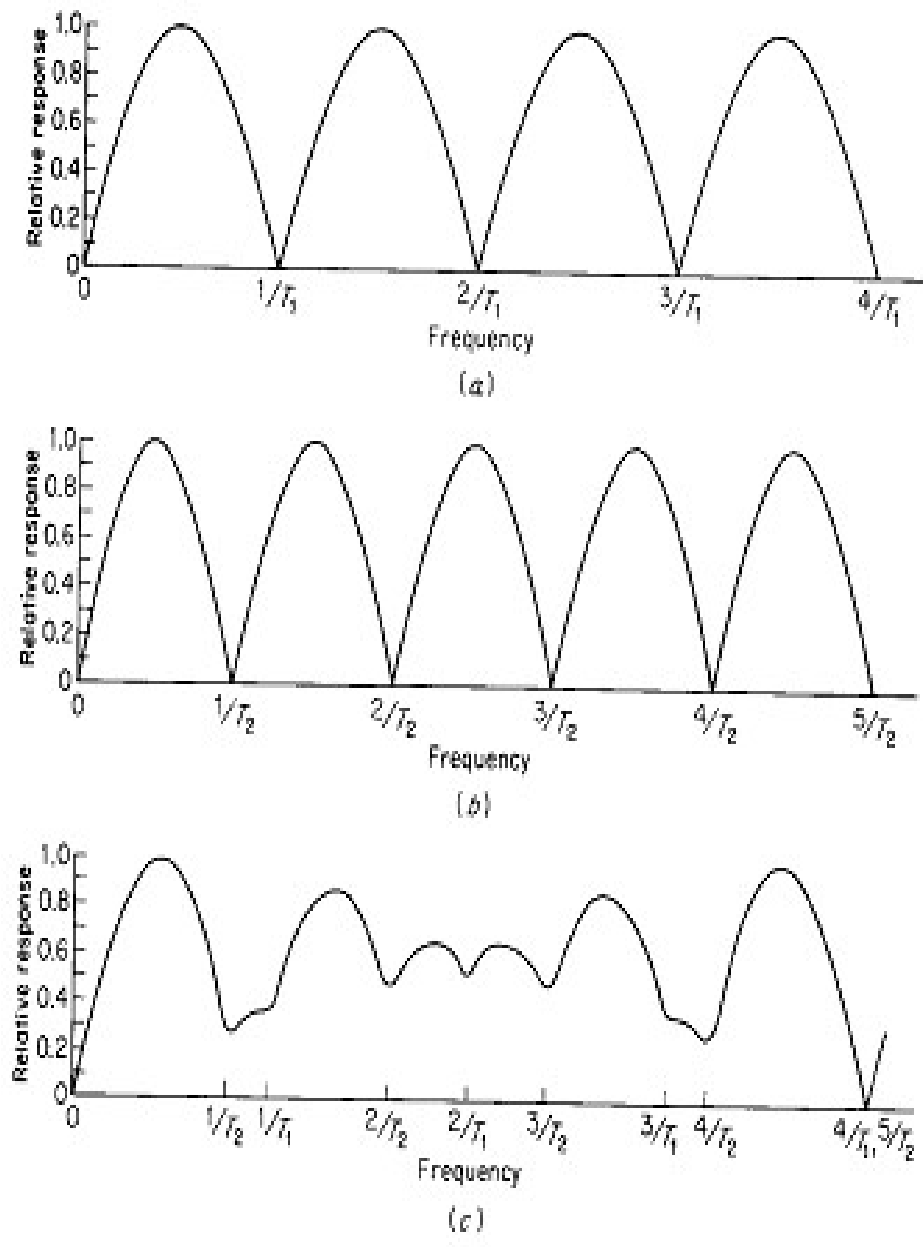 Relative response
1.0
0.8
0.6
0.4
0.2
0
0 1/T1 2/T1 3/T1 4/T1
Frequency
(a)
Relative response
1.0
0.8
0.6
0.4
0.2
0
0 1/T2 2/T2 3/T2 4/T2 5/T2
Frequency
(b)
Relative response
1.0
0.8
0.6
0.4
0.2
0
0 1/T2 1/T1 2/T2 2/T1 3/T2 3/T1 4/T2 4/T1, 5/T2
Frequency
(c)